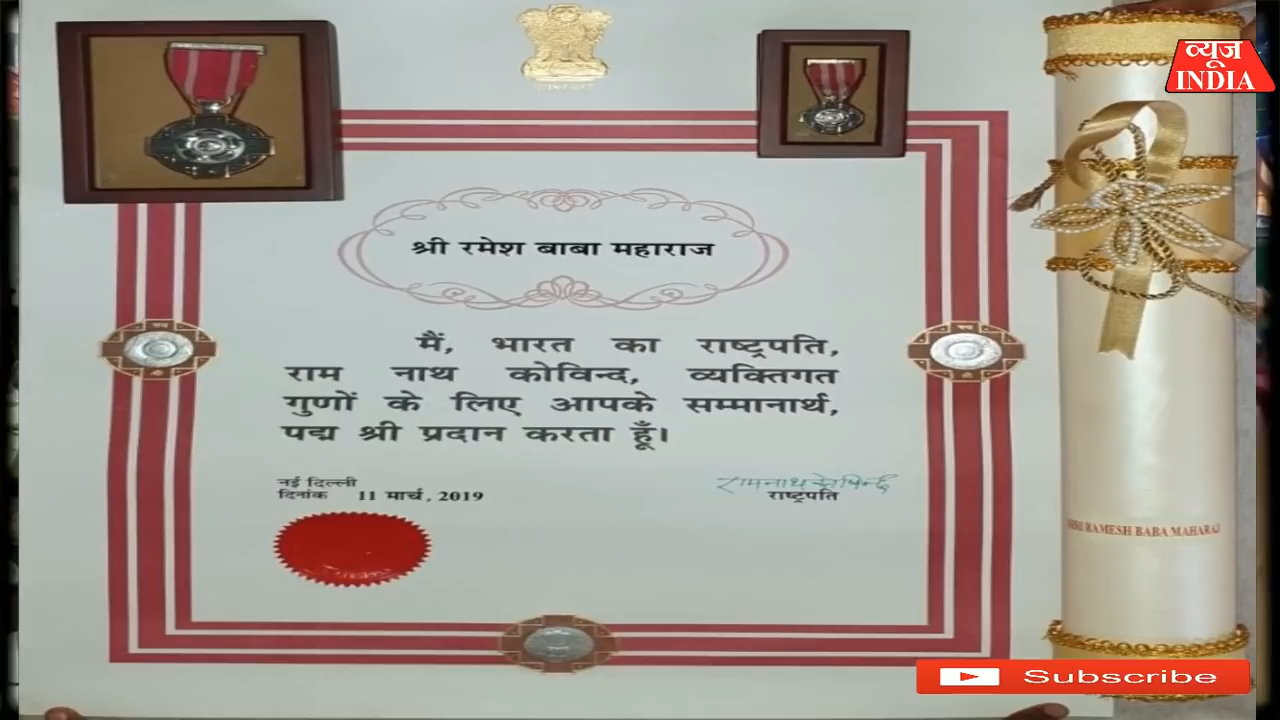 व्यूज
INDIA
श्री रमेश बाबा महाराज
मैं, भारत का राष्ट्रपति,
राम नाथ कोविन्द, व्यक्तिगत
गुणों के लिए आपके सम्मानार्थ,
पद्म श्री प्रदान करता हूँ।
नई दिल्ली
दिनांक 11 मार्च, 2019
रामनाथ कोविन्द
राष्ट्रपति
SHRI RAMESH BABA MAHARAJ
Subscribe